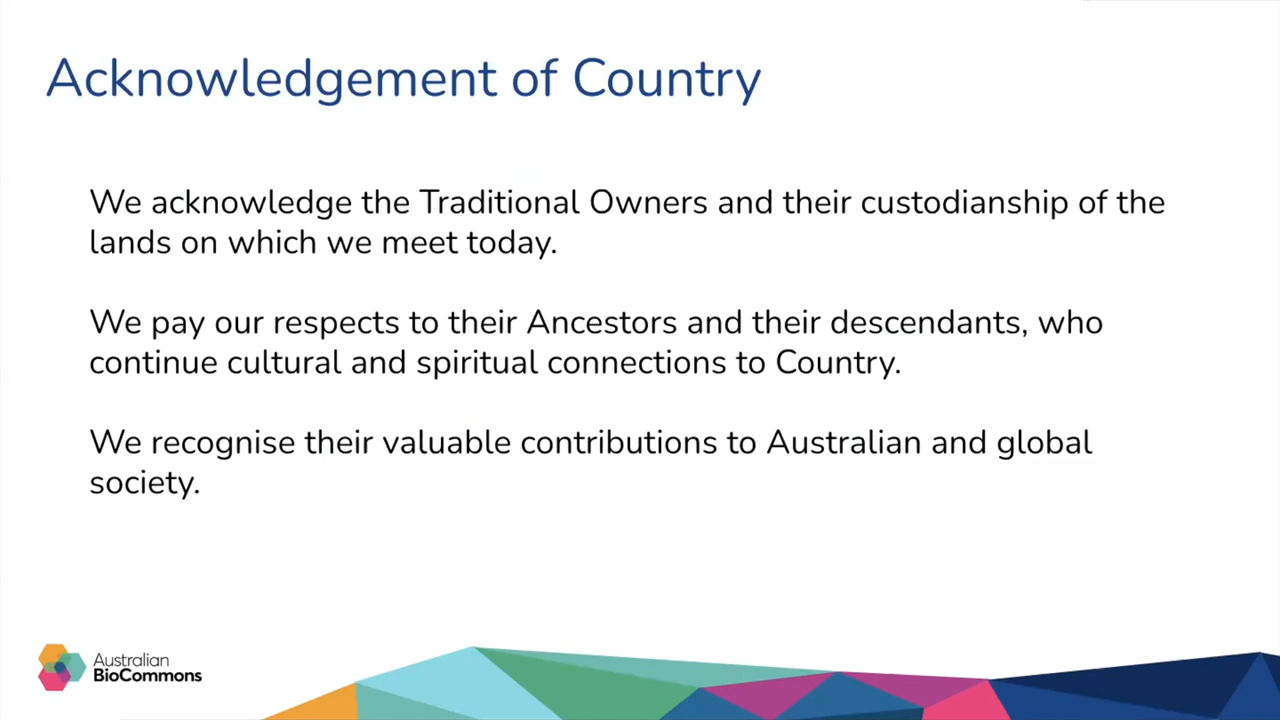 Acknowledgement of Country
We acknowledge the Traditional Owners and their custodianship of the
lands on which we meet today.
We pay our respects to their Ancestors and their descendants, who
continue cultural and spiritual connections to Country.
We recognise their valuable contributions to Australian and global
society.
Australian
BioCommons